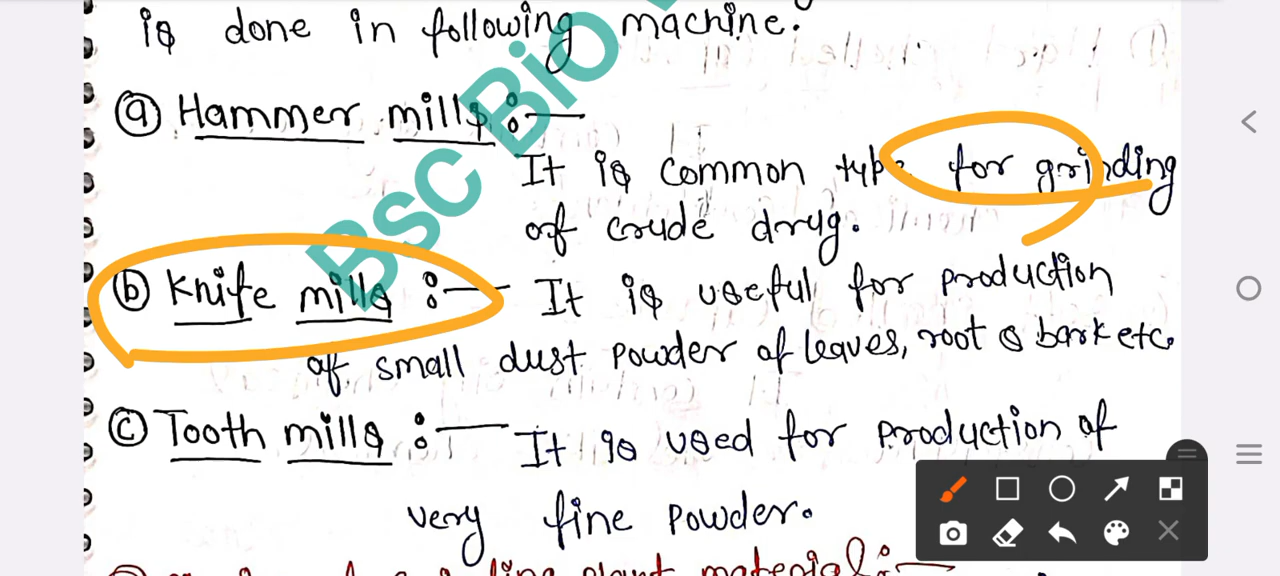 is done in following machine.
ⓐ Hammer mills :—
It is common type for grinding
of crude drug.
ⓑ Knife mills :— It is useful for production
of small dust powder of leaves, root & bark etc.
ⓒ Tooth mills :— It is used for production of
very fine powder.
plant material :—
BSC BiO